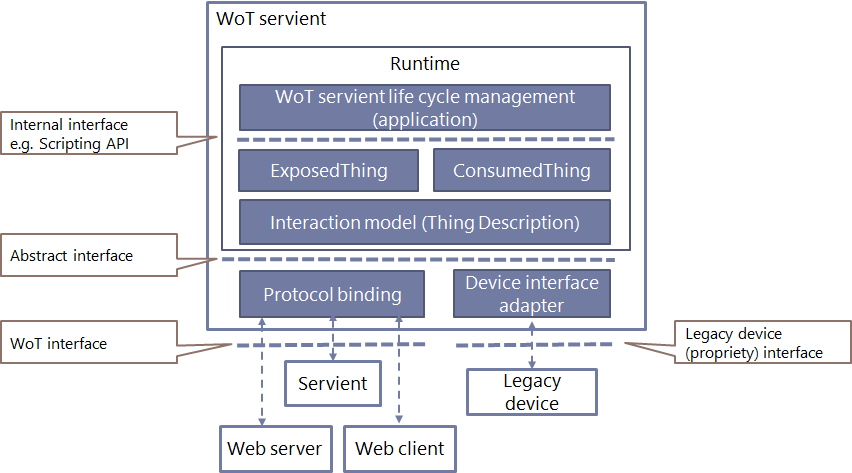 WoT servient
Runtime
WoT servient life cycle management
(application)
Internal interface
e.g. Scripting API
ExposedThing
ConsumedThing
Interaction model (Thing Description)
Abstract interface
Protocol binding
Device interface
adapter
WoT interface
Legacy device
(propriety) interface
Servient
Legacy
device
Web server
Web client